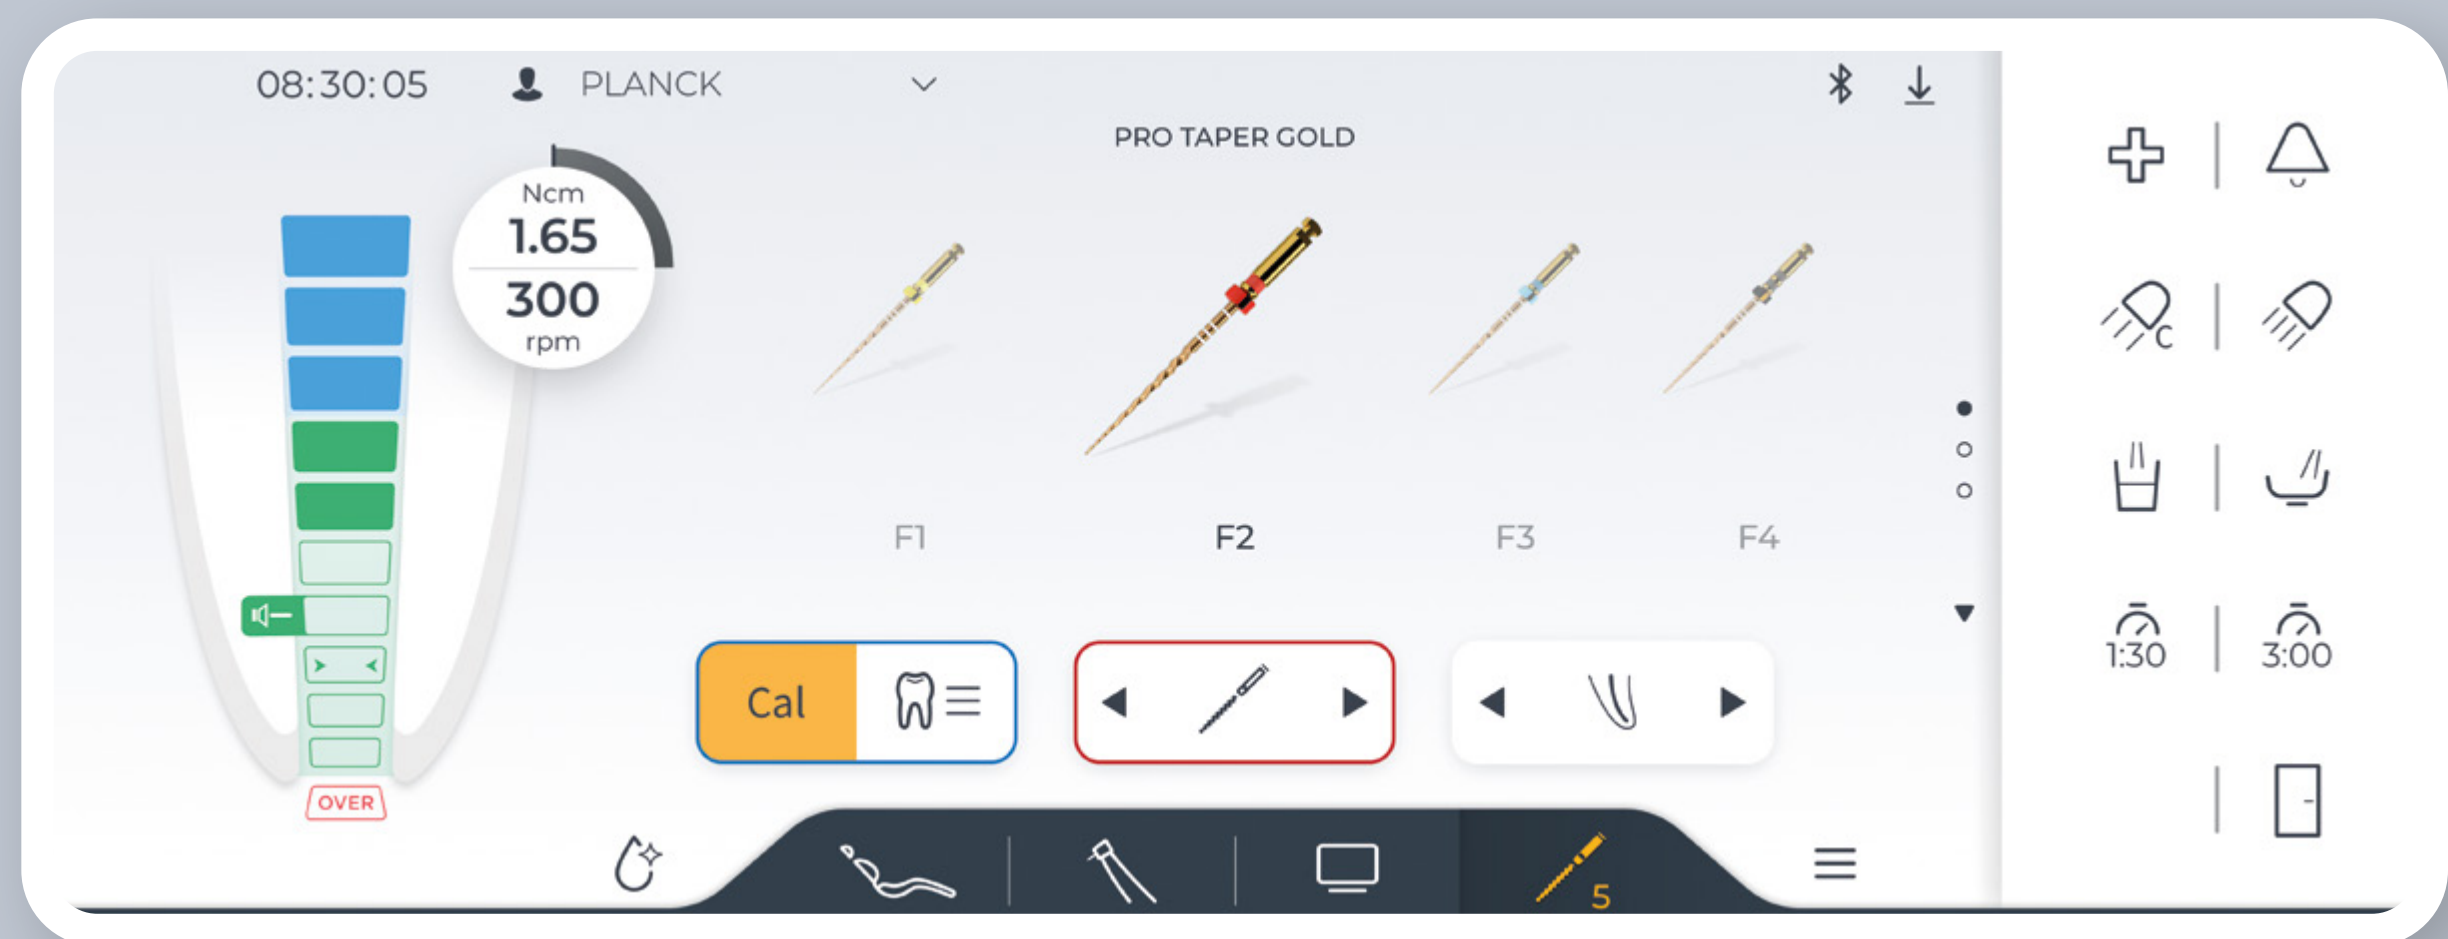 08:30:05 PLANCK
PRO TAPER GOLD
Ncm
1.65
300
rpm
F1 F2 F3 F4
C
Cal
1:30 3:00
OVER
5